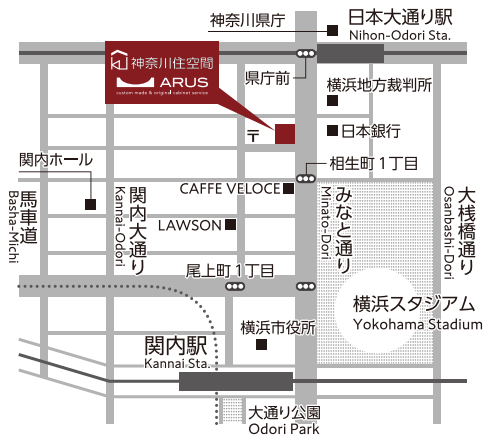 神奈川県庁
日本大通り駅
Nihon-Odori Sta.
神奈川住空間
ARUS
custom made & original cabinet service
県庁前
横浜地方裁判所
〒
日本銀行
関内ホール
相生町1丁目
CAFFE VELOCE
LAWSON
馬車道
Basha-Michi
関内大通り
Kannai-Odori
みなと通り
Minato-Dori
大桟橋通り
Osanbashi-Dori
尾上町1丁目
横浜スタジアム
Yokohama Stadium
横浜市役所
関内駅
Kannai Sta.
大通り公園
Odori Park